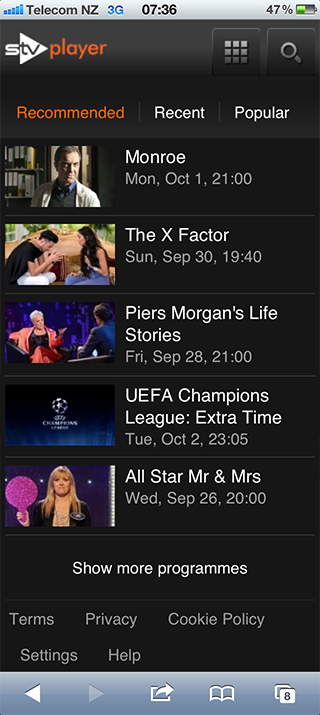 Telecom NZ 3G 07:36 47%
stv player
Recommended Recent Popular
Monroe
Mon, Oct 1, 21:00
The X Factor
Sun, Sep 30, 19:40
Piers Morgan's Life
Stories
Fri, Sep 28, 21:00
CHAMPIONS
LEAGUE
UEFA Champions
League: Extra Time
Tue, Oct 2, 23:05
All Star Mr & Mrs
Wed, Sep 26, 20:00
Show more programmes
Terms Privacy Cookie Policy
Settings Help
8